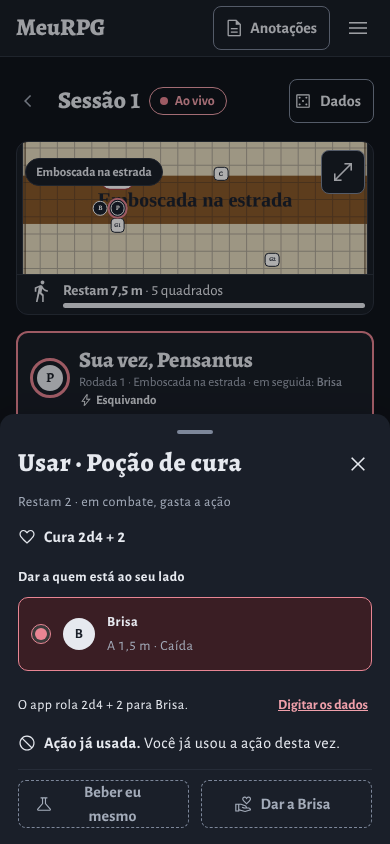 MeuRPG
Anotações
Sessão 1
Ao vivo
Dados
Emboscada na estrada
C
Emboscada na estrada
B
P
G1
G2
Restam 7,5 m · 5 quadrados
P
Sua vez, Pensantus
Rodada 1 · Emboscada na estrada · em seguida: Brisa
Esquivando
Usar · Poção de cura
Restam 2 · em combate, gasta a ação
Cura 2d4 + 2
Dar a quem está ao seu lado
B
Brisa
A 1,5 m · Caída
O app rola 2d4 + 2 para Brisa.
Digitar os dados
Ação já usada. Você já usou a ação desta vez.
Beber eu
mesmo
Dar a Brisa